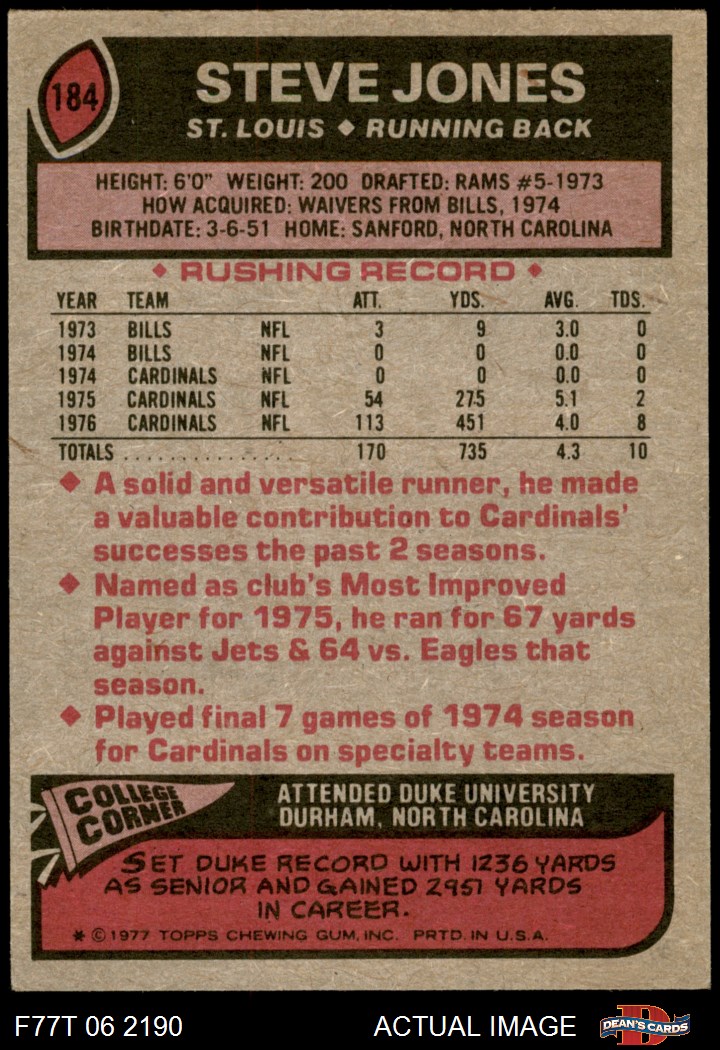 184
STEVE JONES
ST. LOUIS ◆ RUNNING BACK
HEIGHT: 6'0" WEIGHT: 200 DRAFTED: RAMS #5-1973
HOW ACQUIRED: WAIVERS FROM BILLS, 1974
BIRTHDATE: 3-6-51 HOME: SANFORD, NORTH CAROLINA
◆ RUSHING RECORD ◆
YEAR TEAM ATT. YDS. AVG. TDS.
1973 BILLS NFL 3 9 3.0 0
1974 BILLS NFL 0 0 0.0 0
1974 CARDINALS NFL 0 0 0.0 0
1975 CARDINALS NFL 54 275 5.1 2
1976 CARDINALS NFL 113 451 4.0 8
TOTALS .............. 170 735 4.3 10
◆ A solid and versatile runner, he made
a valuable contribution to Cardinals'
successes the past 2 seasons.
◆ Named as club's Most Improved
Player for 1975, he ran for 67 yards
against Jets & 64 vs. Eagles that
season.
◆ Played final 7 games of 1974 season
for Cardinals on specialty teams.
COLLEGE
CORNER
ATTENDED DUKE UNIVERSITY
DURHAM, NORTH CAROLINA
SET DUKE RECORD WITH 1236 YARDS
AS SENIOR AND GAINED 2951 YARDS
IN CAREER.
* © 1977 TOPPS CHEWING GUM, INC. PRTD. IN U.S.A.
F77T 06 2190 ACTUAL IMAGE
D
DEAN'S CARDS